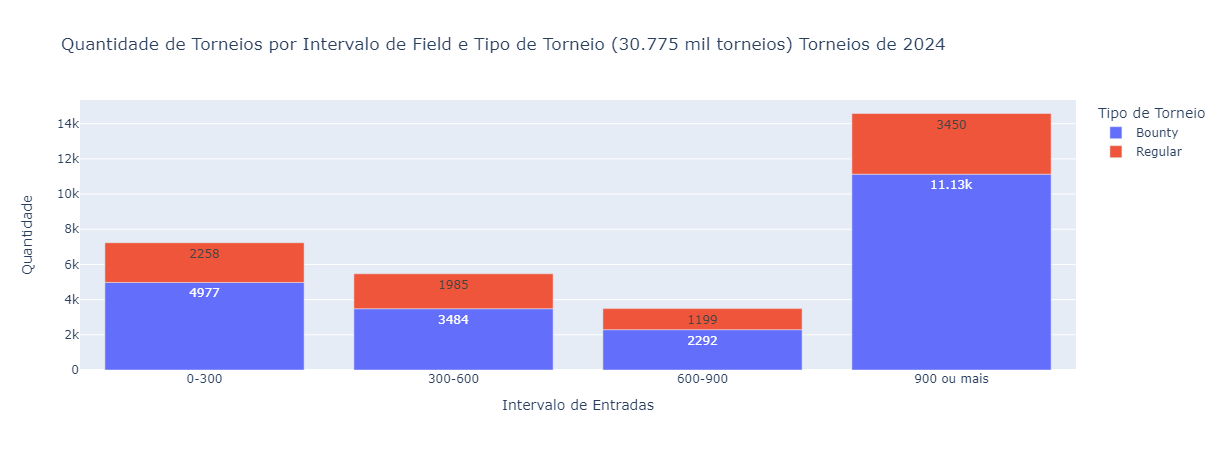 Quantidade de Torneios por Intervalo de Field e Tipo de Torneio (30.775 mil torneios) Torneios de 2024
Tipo de Torneio
Bounty
Regular
Quantidade
14k
12k
10k
8k
6k
4k
2k
0
2258
4977
1985
3484
1199
2292
3450
11.13k
0-300
300-600
600-900
900 ou mais
Intervalo de Entradas